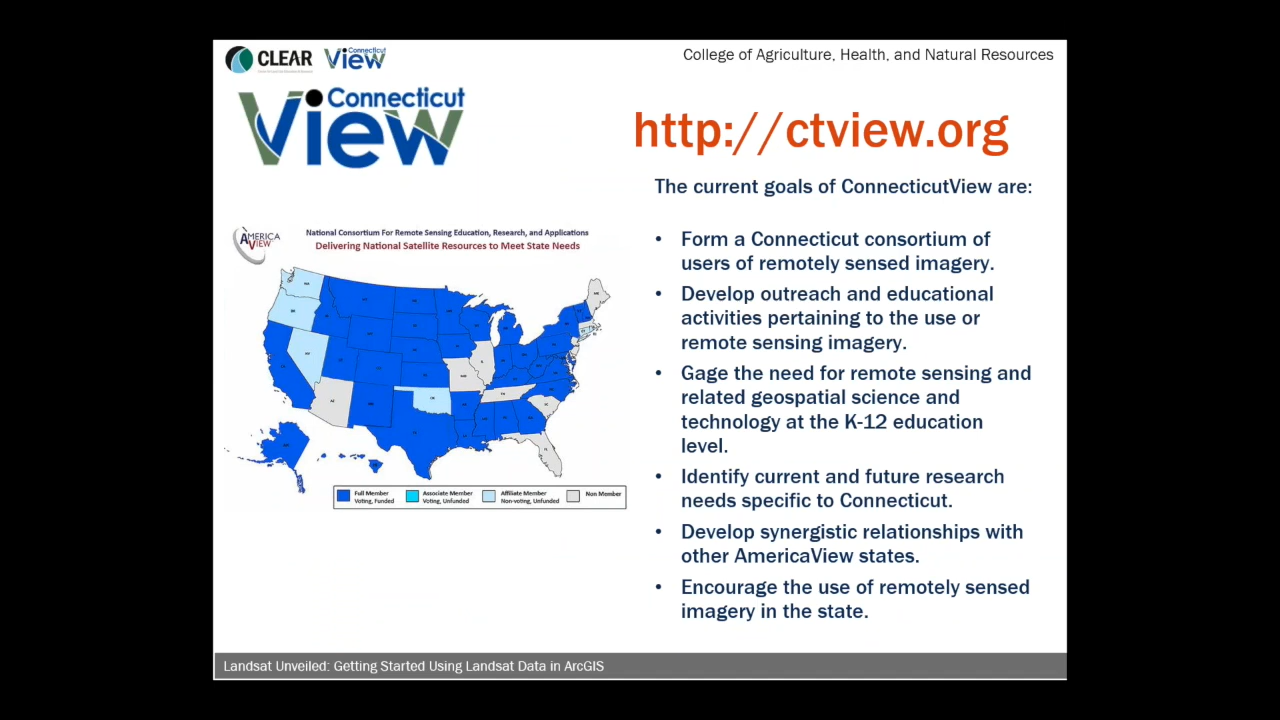 CLEAR
Connecticut
View
College of Agriculture, Health, and Natural Resources
Connecticut
View
http://ctview.org
The current goals of ConnecticutView are:
AMERICA
VIEW
National Consortium For Remote Sensing Education, Research, and Applications
Delivering National Satellite Resources to Meet State Needs
• Form a Connecticut consortium of
users of remotely sensed imagery.
• Develop outreach and educational
activities pertaining to the use or
remote sensing imagery.
• Gage the need for remote sensing and
related geospatial science and
technology at the K-12 education
level.
• Identify current and future research
needs specific to Connecticut.
• Develop synergistic relationships with
other AmericaView states.
• Encourage the use of remotely sensed
imagery in the state.
Full Member
Voting, Funded
Associate Member
Voting, Unfunded
Affiliate Member
Non-voting, Unfunded
Non Member
Landsat Unveiled: Getting Started Using Landsat Data in ArcGIS